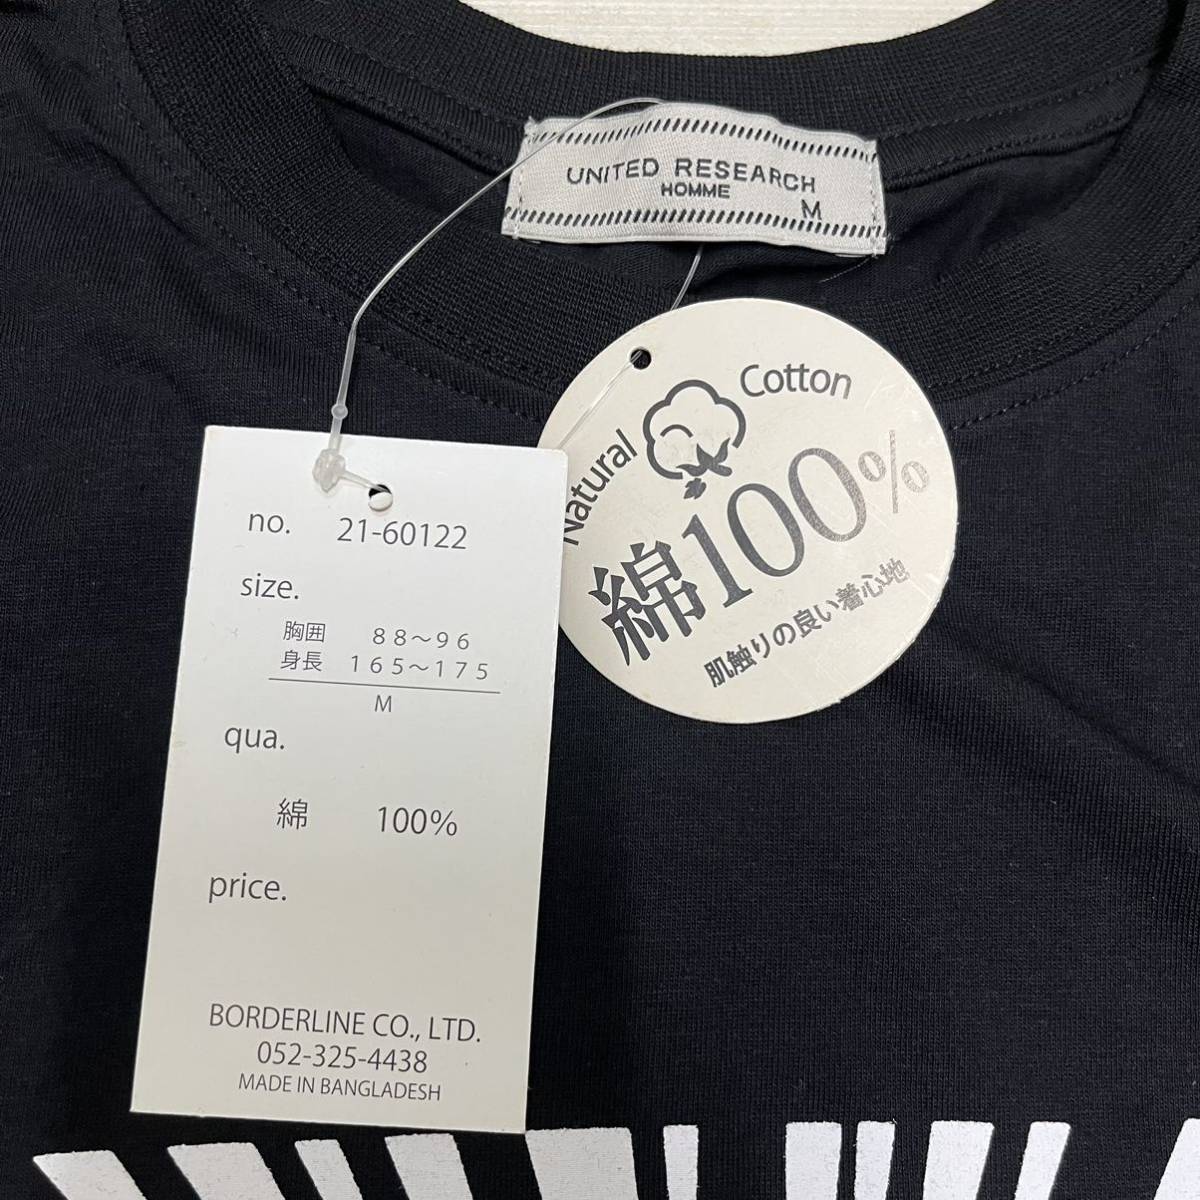 UNITED RESEARCH
HOMME
M
Natural
Cotton
綿100%
肌触りの良い着心地
no. 21-60122
size.
胸囲 88～96
身長 165～175
M
qua.
綿 100%
price.
BORDERLINE CO., LTD.
052-325-4438
MADE IN BANGLADESH